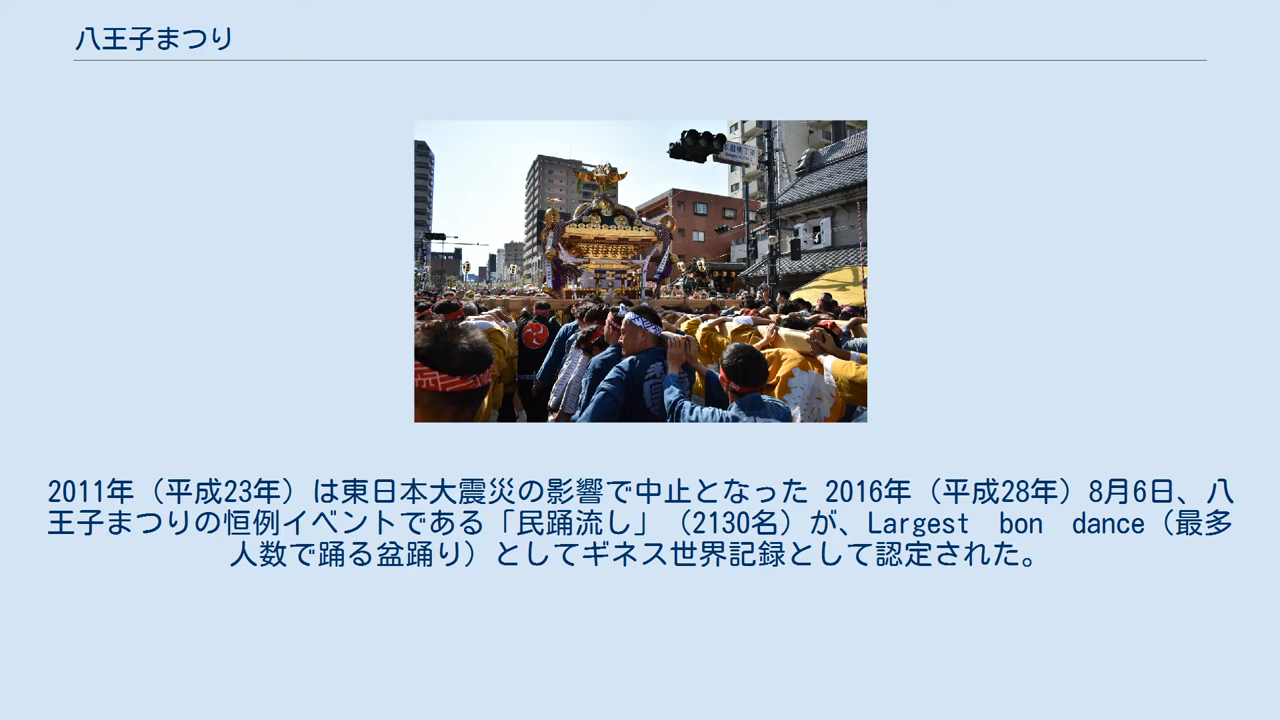 八王子まつり
2011年（平成23年）は東日本大震災の影響で中止となった 2016年（平成28年）8月6日、八
王子まつりの恒例イベントである「民踊流し」（2130名）が、Largest bon dance（最多
人数で踊る盆踊り）としてギネス世界記録として認定された。